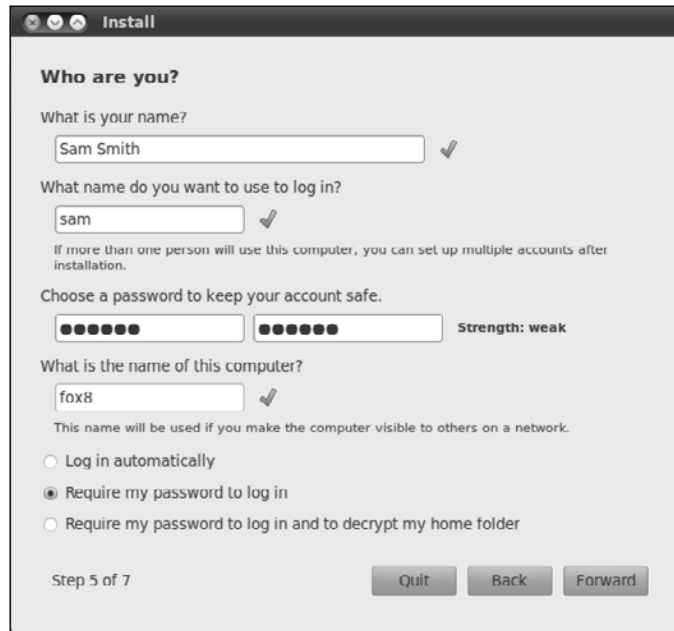 Install
Who are you?
What is your name?
Sam Smith
What name do you want to use to log in?
sam
If more than one person will use this computer, you can set up multiple accounts after
installation.
Choose a password to keep your account safe.
●●●●●● ●●●●●● Strength: weak
What is the name of this computer?
fox8
This name will be used if you make the computer visible to others on a network.
Log in automatically
Require my password to log in
Require my password to log in and to decrypt my home folder
Step 5 of 7 Quit Back Forward